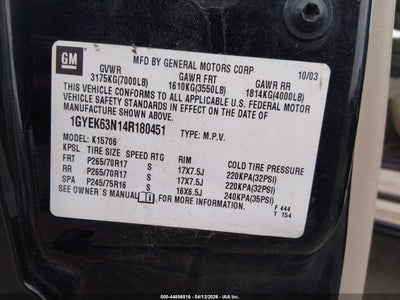 GM
MFD BY GENERAL MOTORS CORP
10/03
GVWR GAWR FRT GAWR RR
3175KG(7000LB) 1610KG(3550LB) 1814KG(4000LB)
THIS VEHICLE CONFORMS TO ALL APPLICABLE U.S. FEDERAL MOTOR
VEHICLE SAFETY STANDARDS IN EFFECT ON THE DATE OF
MANUFACTURE SHOWN ABOVE.
1GYEK63N14R180451 TYPE: M.P.V.
MODEL: K15706
KPSL TIRE SIZE SPEED RTG RIM COLD TIRE PRESSURE
FRT P265/70R17 S 17X7.5J 220KPA(32PSI)
RR P265/70R17 S 17X7.5J 220KPA(32PSI)
SPA P245/75R16 S 16X6.5J 240KPA(35PSI)
SEE OWNER'S MANUAL FOR MORE INFORMATION.
F 444
T 154
000-44858516 | 04/13/2026 | IAA Inc.